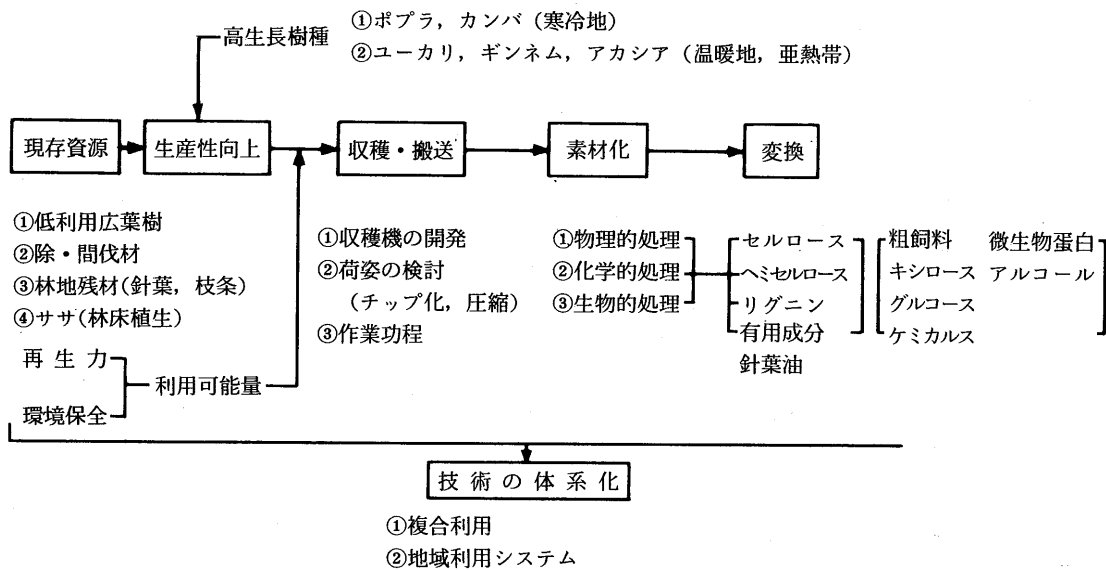 高生長樹種
①ポプラ，カンバ（寒冷地）
②ユーカリ，ギンネム，アカシア（温暖地，亜熱帯）
現存資源
生産性向上
収穫・搬送
素材化
変換
①低利用広葉樹
②除・間伐材
③林地残材(針葉，枝条)
④ササ(林床植生)
再生力
環境保全
利用可能量
①収穫機の開発
②荷姿の検討
（チップ化，圧縮）
③作業功程
①物理的処理
②化学的処理
③生物的処理
セルロース
ヘミセルロース
リグニン
有用成分
針葉油
粗飼料
キシロース
グルコース
ケミカルス
微生物蛋白
アルコール
技術の体系化
①複合利用
②地域利用システム